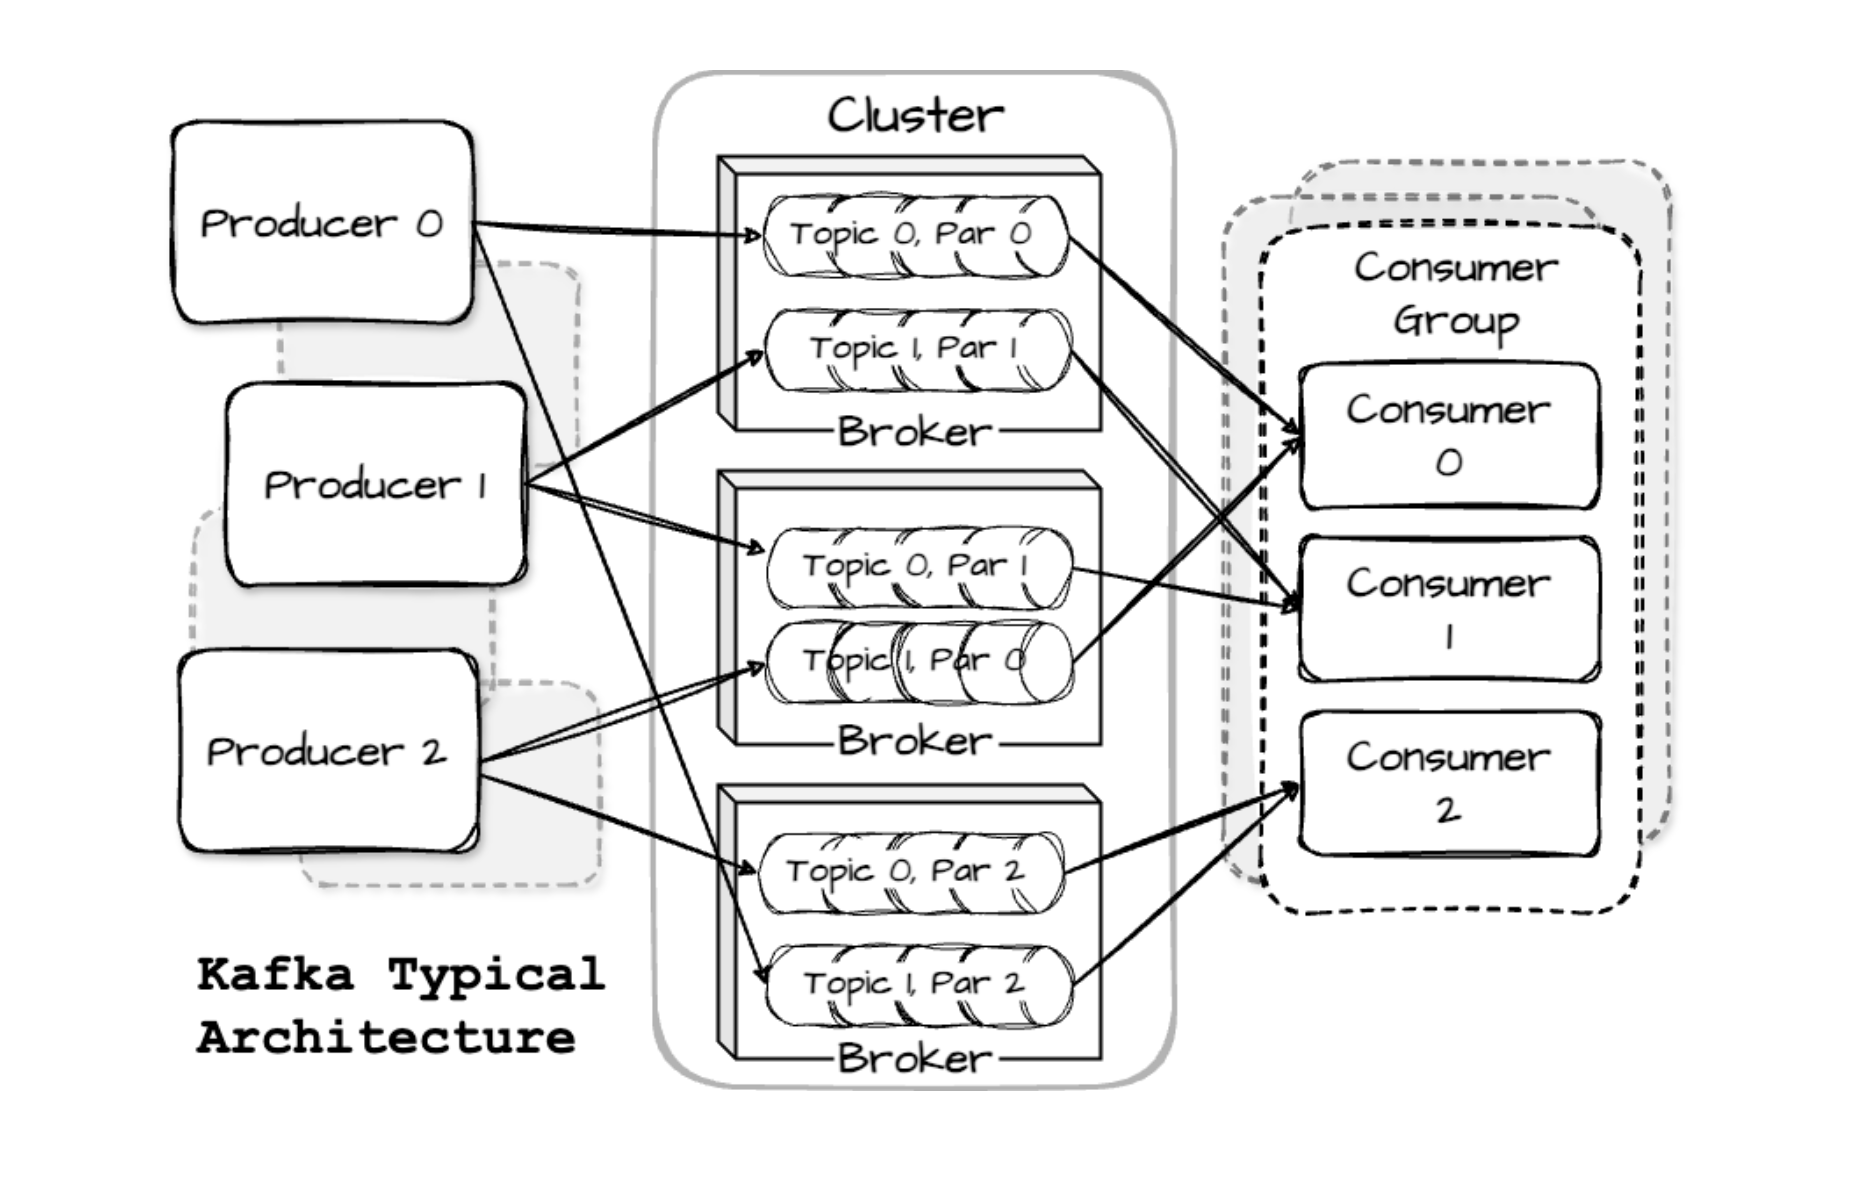 Cluster
Producer 0
Topic 0, Par 0
Topic 1, Par 1
Broker
Producer 1
Topic 0, Par 1
Topic 1, Par 0
Broker
Producer 2
Topic 0, Par 2
Topic 1, Par 2
Broker
Consumer
Group
Consumer
0
Consumer
1
Consumer
2
Kafka Typical
Architecture